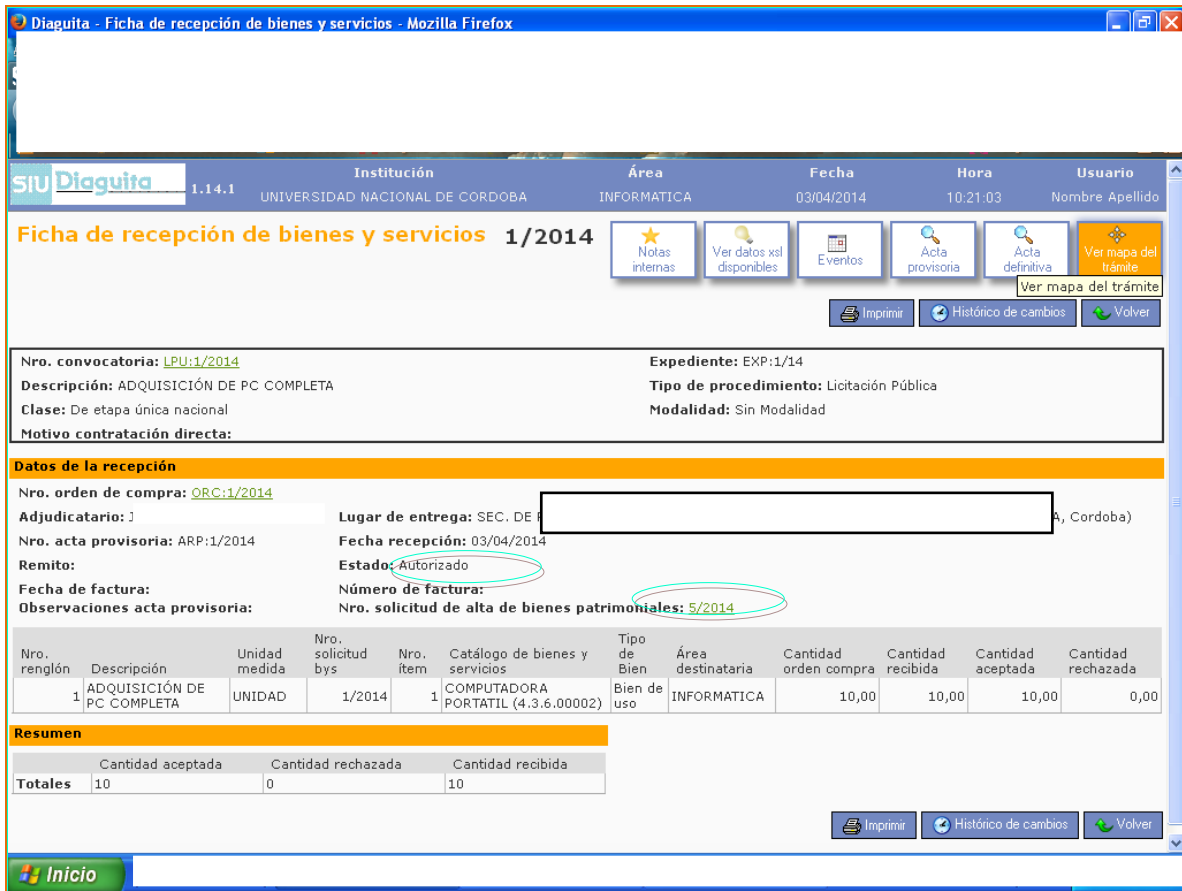 Diaguita - Ficha de recepción de bienes y servicios - Mozilla Firefox
SIU Diaguita 1.14.1
Institución Área Fecha Hora Usuario
UNIVERSIDAD NACIONAL DE CORDOBA INFORMATICA 03/04/2014 10:21:03 Nombre Apellido
Ficha de recepción de bienes y servicios 1/2014
Notas internas
Ver datos xsl disponibles
Eventos
Acta provisoria
Acta definitiva
Ver mapa del trámite
Ver mapa del trámite
Imprimir Histórico de cambios Volver
Nro. convocatoria: LPU:1/2014 Expediente: EXP:1/14
Descripción: ADQUISICIÓN DE PC COMPLETA Tipo de procedimiento: Licitación Pública
Clase: De etapa única nacional Modalidad: Sin Modalidad
Motivo contratación directa:
Datos de la recepción
Nro. orden de compra: ORC:1/2014
Adjudicatario: Lugar de entrega: SEC. DE A, Cordoba)
Nro. acta provisoria: ARP:1/2014 Fecha recepción: 03/04/2014
Remito: Estado: Autorizado
Fecha de factura: Número de factura:
Observaciones acta provisoria: Nro. solicitud de alta de bienes patrimoniales: 5/2014
Nro. renglón Descripción Unidad medida Nro. solicitud bys Nro. ítem Catálogo de bienes y servicios Tipo de Bien Área destinataria Cantidad orden compra Cantidad recibida Cantidad aceptada Cantidad rechazada
1 ADQUISICIÓN DE PC COMPLETA UNIDAD 1/2014 1 COMPUTADORA PORTATIL (4.3.6.00002) Bien de uso INFORMATICA 10,00 10,00 10,00 0,00
Resumen
Cantidad aceptada Cantidad rechazada Cantidad recibida
Totales 10 0 10
Imprimir Histórico de cambios Volver
Inicio